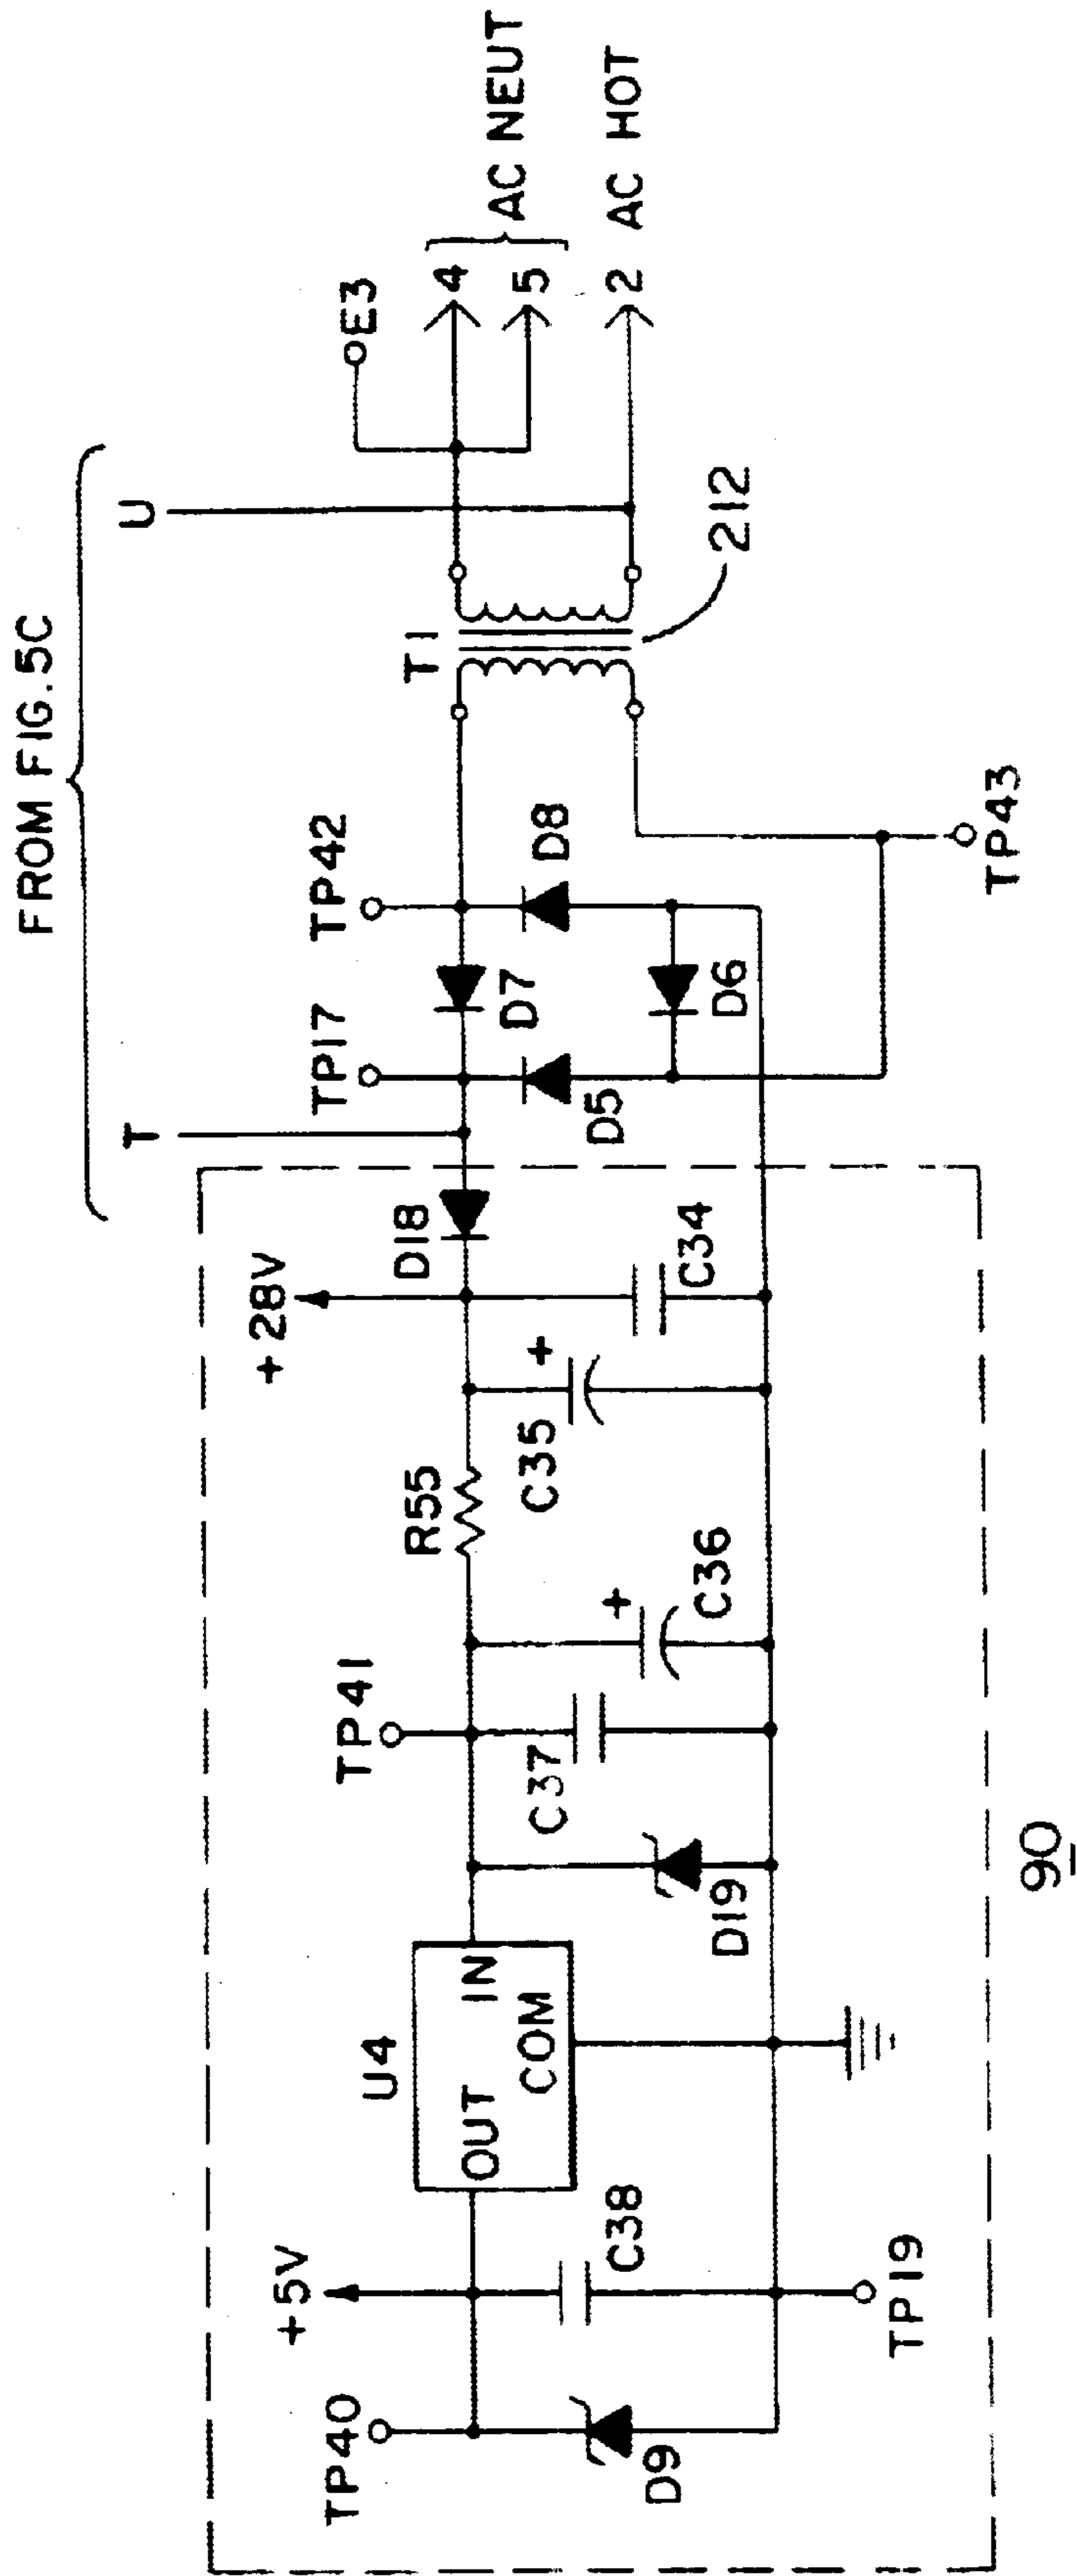 FROM FIG. 5C
T
U
TP40
+5V
U4
OUT
IN
COM
TP41
R55
+28V
D18
TP17
TP42
D7
D8
D5
D6
T1
212
E3
4
5
2
AC NEUT
AC HOT
D9
C38
TP19
D19
C37
C36
+
C35
+
C34
TP43
90